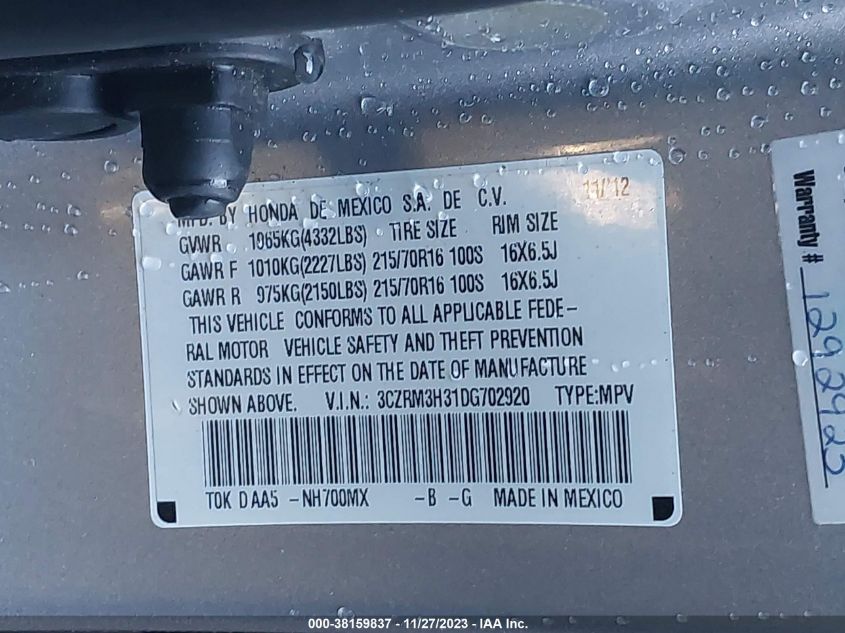 11/12
MFD. BY HONDA DE MEXICO S.A. DE C.V.
GVWR 1965KG(4332LBS) TIRE SIZE RIM SIZE
GAWR F 1010KG(2227LBS) 215/70R16 100S 16X6.5J
GAWR R 975KG(2150LBS) 215/70R16 100S 16X6.5J
THIS VEHICLE CONFORMS TO ALL APPLICABLE FEDE-
RAL MOTOR VEHICLE SAFETY AND THEFT PREVENTION
STANDARDS IN EFFECT ON THE DATE OF MANUFACTURE
SHOWN ABOVE. V.I.N.: 3CZRM3H31DG702920 TYPE:MPV
T0K D AA5 -NH700MX -B -G MADE IN MEXICO
Warranty # 1292925
000-38159837 - 11/27/2023 - IAA Inc.